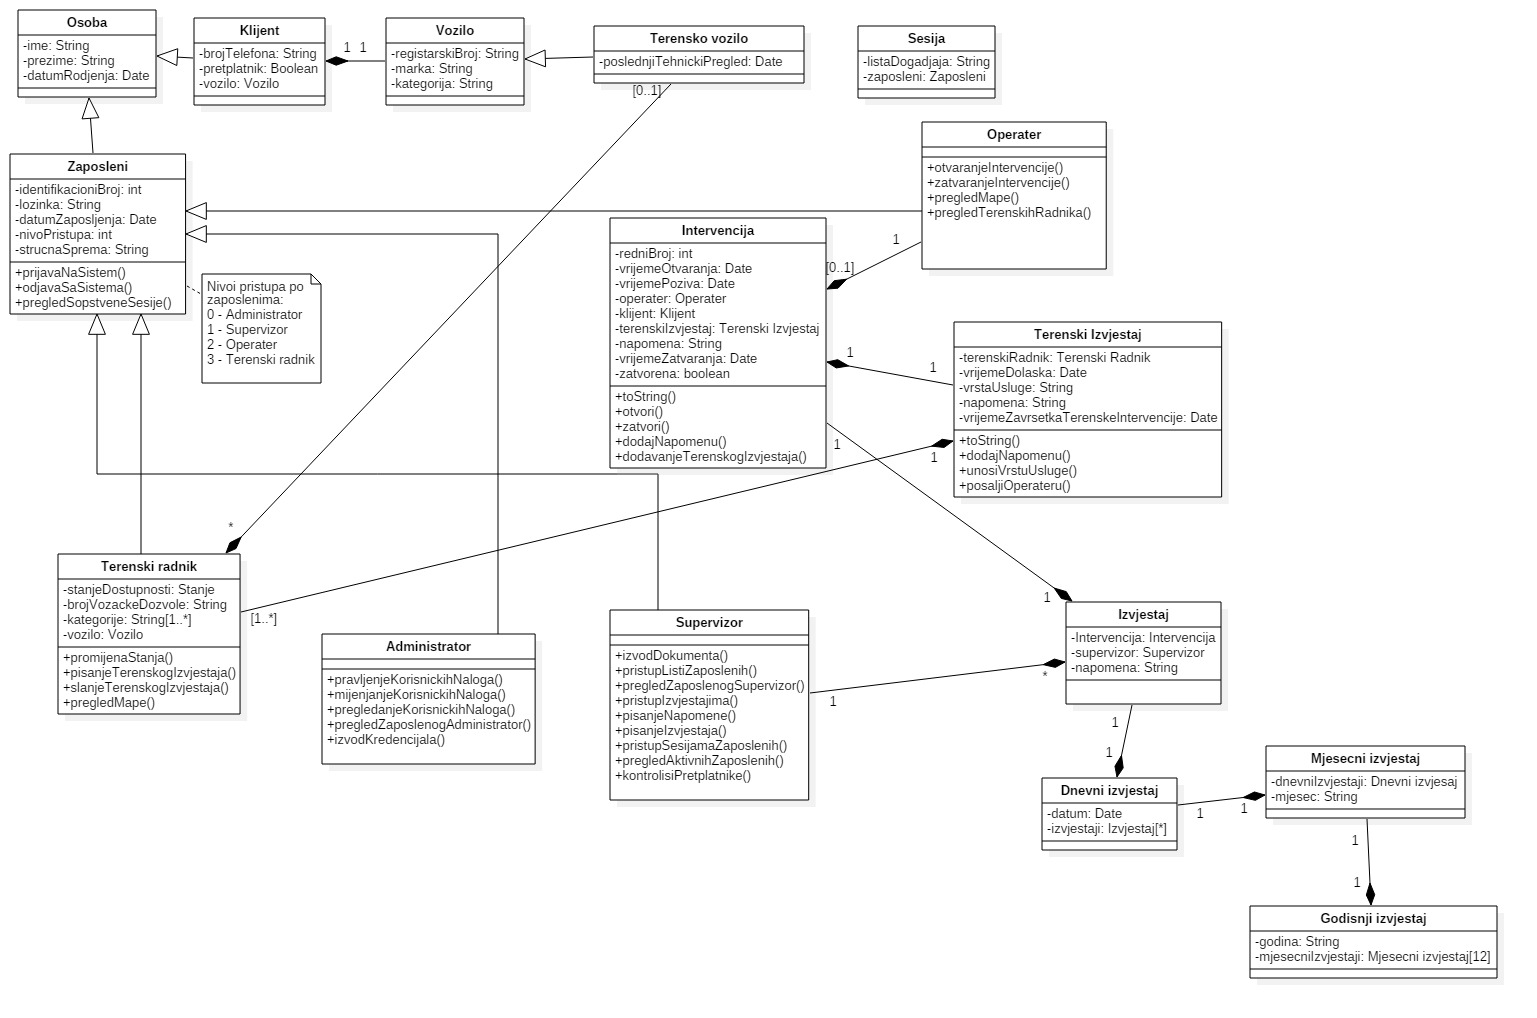 Osoba
-ime: String
-prezime: String
-datumRodjenja: Date
Klijent
-brojTelefona: String
-pretplatnik: Boolean
-vozilo: Vozilo
1
1
Vozilo
-registarskiBroj: String
-marka: String
-kategorija: String
Terensko vozilo
-poslednjiTehnickiPregled: Date
[0..1]
Sesija
-listaDogadjaja: String
-zaposleni: Zaposleni
Operater
+otvaranjeIntervencije()
+zatvaranjeIntervencije()
+pregledMape()
+pregledTerenskihRadnika()
1
[0..1]
Zaposleni
-identifikacioniBroj: int
-lozinka: String
-datumZaposljenja: Date
-nivoPristupa: int
-strucnaSprema: String
+prijavaNaSistem()
+odjavaSaSistema()
+pregledSopstveneSesije()
Nivoi pristupa po
zaposlenima:
0 - Administrator
1 - Supervizor
2 - Operater
3 - Terenski radnik
Intervencija
-redniBroj: int
-vrijemeOtvaranja: Date
-vrijemePoziva: Date
-operater: Operater
-klijent: Klijent
-terenskiIzvjestaj: Terenski Izvjestaj
-napomena: String
-vrijemeZatvaranja: Date
-zatvorena: boolean
+toString()
+otvori()
+zatvori()
+dodajNapomenu()
+dodavanjeTerenskogIzvjestaja()
1
1
1
Terenski Izvjestaj
-terenskiRadnik: Terenski Radnik
-vrijemeDolaska: Date
-vrstaUsluge: String
-napomena: String
-vrijemeZavrsetkaTerenskeIntervencije: Date
+toString()
+dodajNapomenu()
+unosiVrstuUsluge()
+posaljiOperateru()
1
*
Terenski radnik
-stanjeDostupnosti: Stanje
-brojVozackeDozvole: String
-kategorije: String[1..*]
-vozilo: Vozilo
+promijenaStanja()
+pisanjeTerenskogIzvjestaja()
+slanjeTerenskogIzvjestaja()
+pregledMape()
[1..*]
Administrator
+pravljenjeKorisnickihNaloga()
+mijenjanjeKorisnickihNaloga()
+pregledanjeKorisnickihNaloga()
+pregledZaposlenogAdministrator()
+izvodKredencijala()
Supervizor
+izvodDokumenta()
+pristupListiZaposlenih()
+pregledZaposlenogSupervizor()
+pristupIzvjestajima()
+pisanjeNapomene()
+pisanjeIzvjestaja()
+pristupSesijamaZaposlenih()
+pregledAktivnihZaposlenih()
+kontrolisiPretplatnike()
1
*
1
Izvjestaj
-Intervencija: Intervencija
-supervizor: Supervizor
-napomena: String
1
1
Dnevni izvjestaj
-datum: Date
-izvjestaji: Izvjestaj[*]
1
1
Mjesecni izvjestaj
-dnevniIzvjestaji: Dnevni izvjesaj
-mjesec: String
1
1
Godisnji izvjestaj
-godina: String
-mjesecniIzvjestaji: Mjesecni izvjestaj[12]